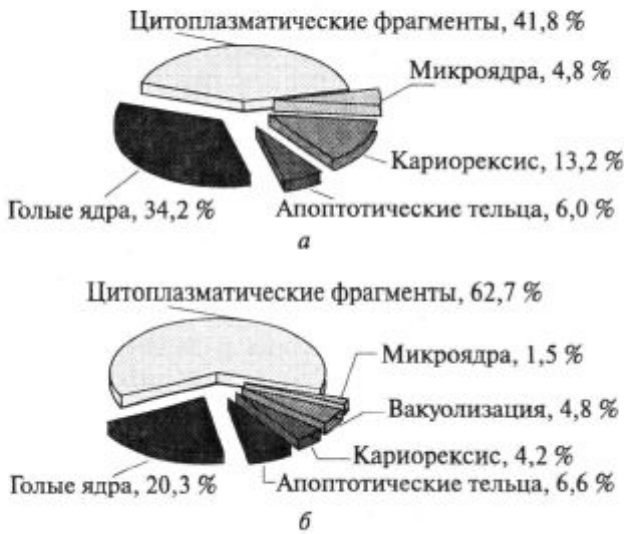 Цитоплазматические фрагменты, 41,8 %
Микроядра, 4,8 %
Кариорексис, 13,2 %
Голые ядра, 34,2 %
Апоптотические тельца, 6,0 %
а
Цитоплазматические фрагменты, 62,7 %
Микроядра, 1,5 %
Вакуолизация, 4,8 %
Кариорексис, 4,2 %
Голые ядра, 20,3 %
Апоптотические тельца, 6,6 %
б